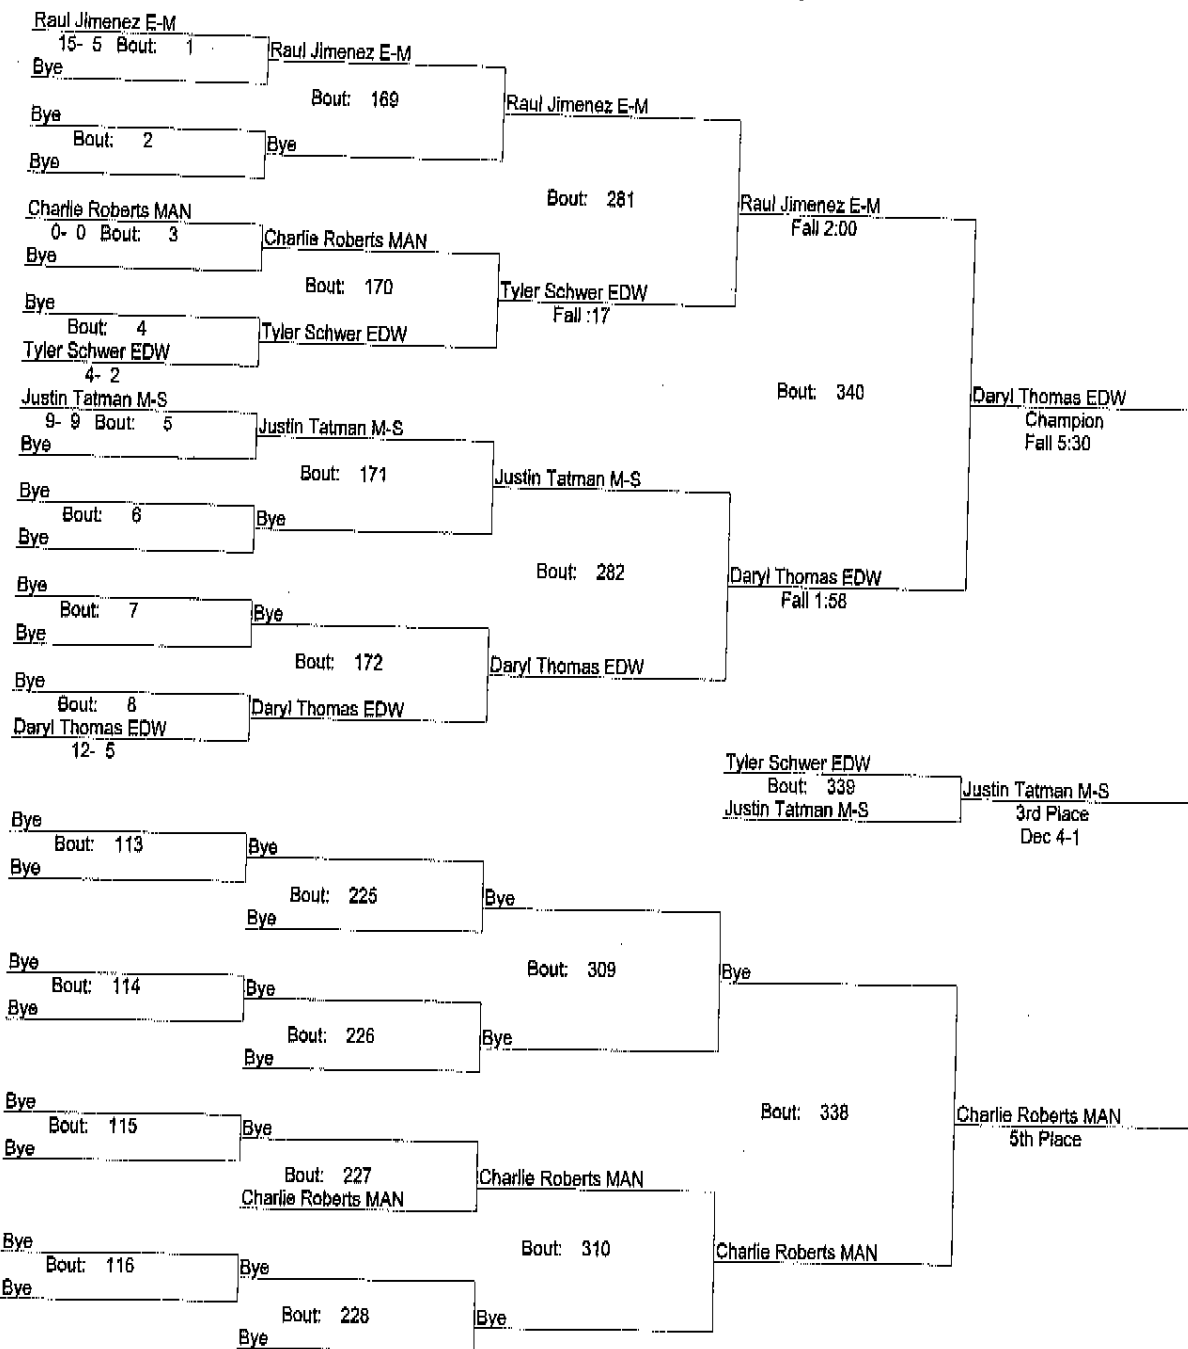 Raul Jimenez E-M
15- 5 Bout: 1
Raul Jimenez E-M
Bye
Bout: 169
Raul Jimenez E-M
Bye
Bout: 2
Bye
Bye
Bout: 281
Raul Jimenez E-M
Fall 2:00
Charlie Roberts MAN
0- 0 Bout: 3
Charlie Roberts MAN
Bye
Bout: 170
Tyler Schwer EDW
Fall :17
Bye
Bout: 4
Tyler Schwer EDW
Tyler Schwer EDW
4- 2
Bout: 340
Daryl Thomas EDW
Champion
Fall 5:30
Justin Tatman M-S
9- 9 Bout: 5
Justin Tatman M-S
Bye
Bout: 171
Justin Tatman M-S
Bye
Bout: 6
Bye
Bye
Bout: 282
Daryl Thomas EDW
Fall 1:58
Bye
Bout: 7
Bye
Bye
Bout: 172
Daryl Thomas EDW
Bye
Bout: 8
Daryl Thomas EDW
Daryl Thomas EDW
12- 5
Tyler Schwer EDW
Bout: 339
Justin Tatman M-S
Justin Tatman M-S
3rd Place
Dec 4-1
Bye
Bout: 113
Bye
Bye
Bout: 225
Bye
Bye
Bye
Bout: 114
Bye
Bye
Bout: 309
Bye
Bout: 226
Bye
Bye
Bye
Bout: 115
Bye
Bye
Bout: 338
Charlie Roberts MAN
5th Place
Bout: 227
Charlie Roberts MAN
Charlie Roberts MAN
Bye
Bout: 116
Bye
Bye
Bout: 310
Charlie Roberts MAN
Bout: 228
Bye
Bye